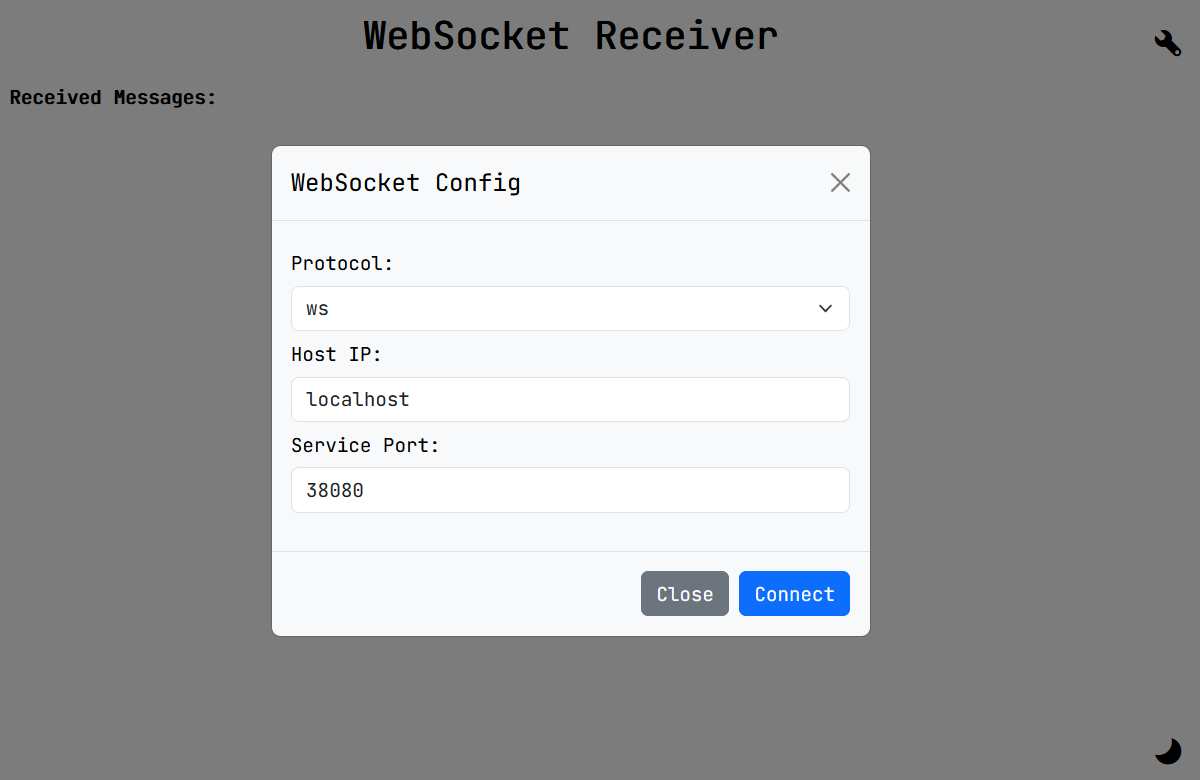 WebSocket Receiver
Received Messages:
WebSocket Config
Protocol:
ws
Host IP:
localhost
Service Port:
38080
Close Connect